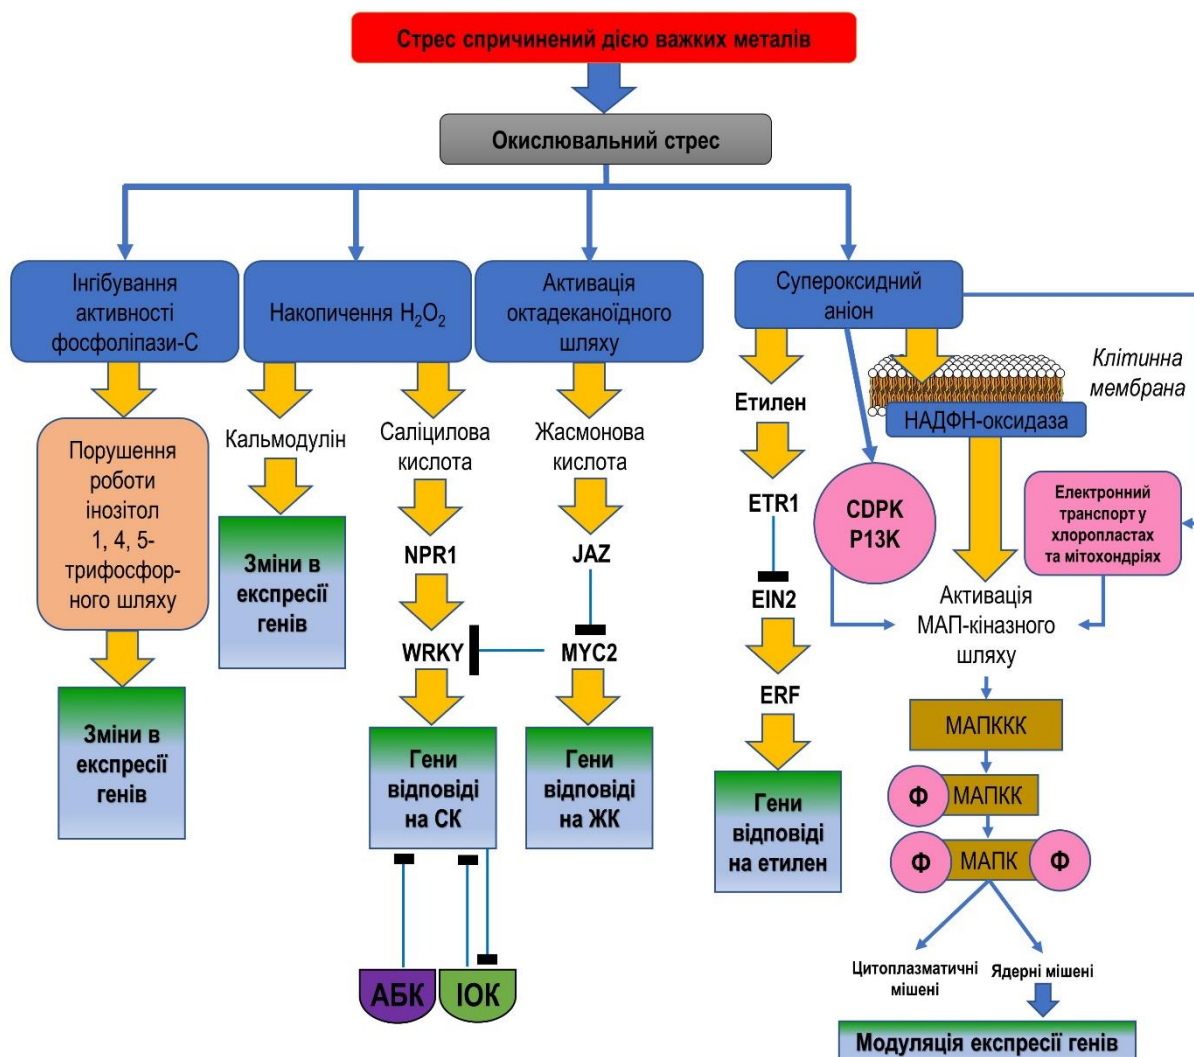 Стрес спричинений дією важких металів
Окислювальний стрес
Інгібування
активності
фосфоліпази-С
Накопичення H₂O₂
Активація
октадеканоїдного
шляху
Супероксидний
аніон
Клітинна
мембрана
НАДФН-оксидаза
Порушення
роботи
інозітол
1, 4, 5-
трифосфор-
ного шляху
Зміни в
експресії
генів
Кальмодулін
Зміни в
експресії
генів
Саліцилова
кислота
NPR1
WRKY
Гени
відповіді
на СК
Жасмонова
кислота
JAZ
MYC2
Гени
відповіді
на ЖК
АБК
ІОК
Етилен
ETR1
EIN2
ERF
Гени
відповіді
на етилен
CDPK
P13K
Електронний
транспорт у
хлоропластах
та мітохондріях
Активація
МАП-кіназного
шляху
МАПККК
Ф МАПКК
Ф МАПК Ф
Цитоплазматичні
мішені
Ядерні мішені
Модуляція експресії генів